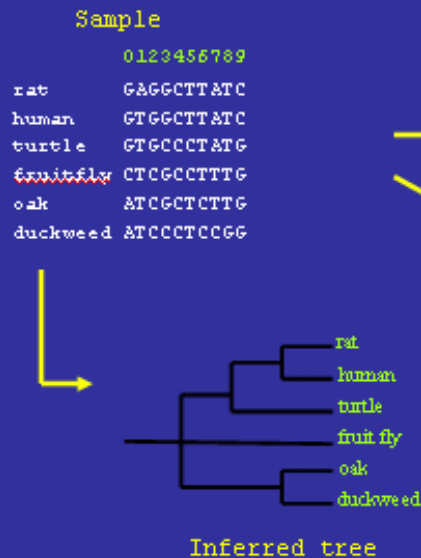 Sample
0123456789
rat GAGGCTTATC
human GTGGCTTATC
turtle GTGCCCTATG
fruitfly CTCGCCTTTG
oak ATCGCTCTTG
duckweed ATCCCTCCGG
rat
human
turtle
fruit fly
oak
duckweed
Inferred tree